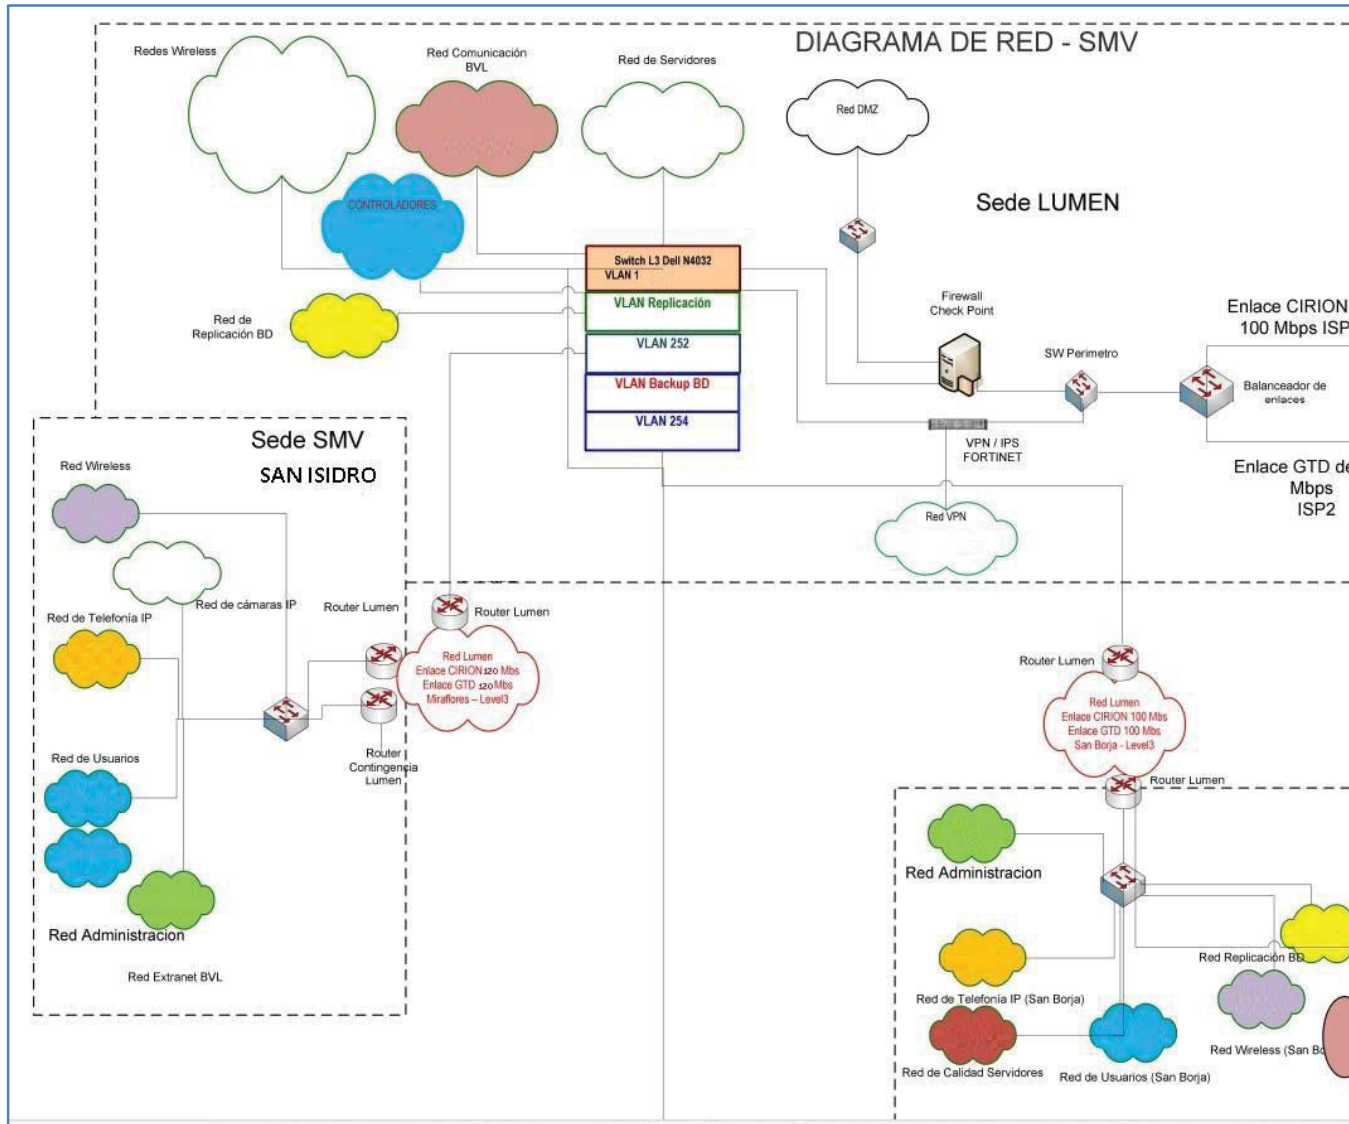 DIAGRAMA DE RED - SMV
Redes Wireless
Red Comunicación
BVL
Red de Servidores
Red DMZ
CONTROLADORES
Sede LUMEN
Switch L3 Dell N4032
VLAN 1
VLAN Replicación
VLAN 252
VLAN Backup BD
VLAN 254
Red de
Replicación BD
Firewall
Check Point
SW Perimetro
Enlace CIRION
100 Mbps ISP
Balanceador de
enlaces
VPN / IPS
FORTINET
Enlace GTD de
Mbps
ISP2
Red VPN
Sede SMV
SAN ISIDRO
Red Wireless
Red de cámaras IP
Red de Telefonía IP
Router Lumen
Router Lumen
Red Lumen
Enlace CIRION 120 Mbs
Enlace GTD 120 Mbs
Miraflores – Level3
Router
Contingencia
Lumen
Red de Usuarios
Red Administracion
Red Extranet BVL
Router Lumen
Red Lumen
Enlace CIRION 100 Mbs
Enlace GTD 100 Mbs
San Borja - Level3
Router Lumen
Red Administracion
Red Replicación BD
Red de Telefonía IP (San Borja)
Red Wireless (San Bo
Red de Calidad Servidores
Red de Usuarios (San Borja)